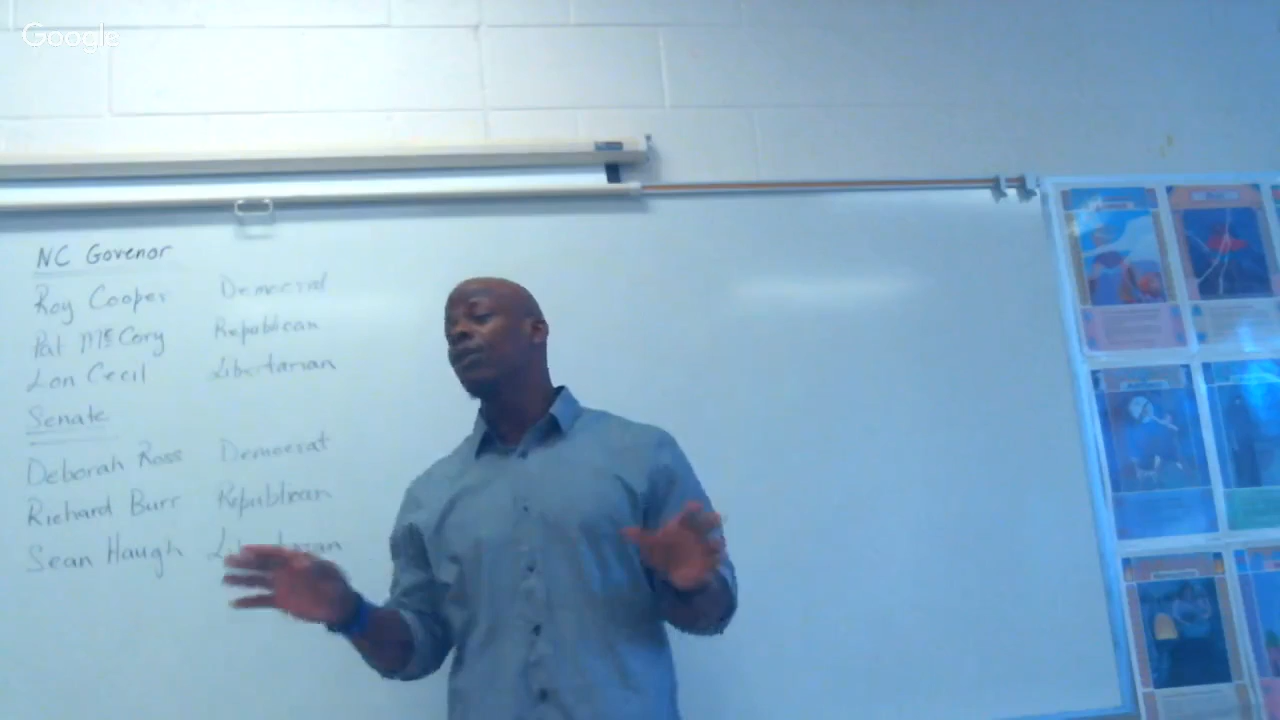 Google
NC Govenor
Roy Cooper Democrat
Pat McCory Republican
Lon Cecil Libertarian
Senate
Deborah Ross Democrat
Richard Burr Republican
Sean Haugh